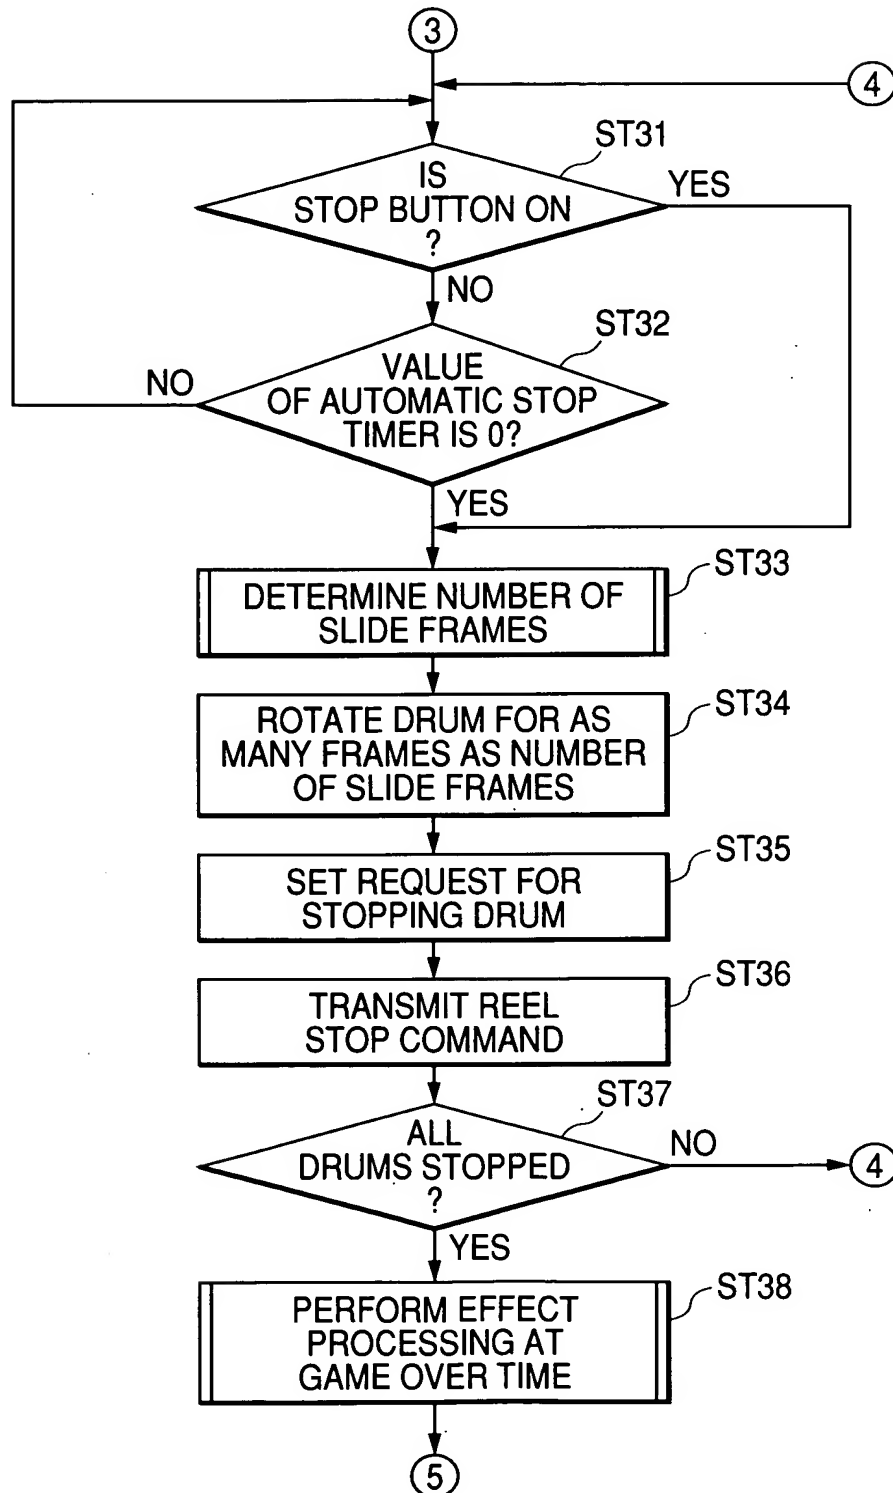 3
4
ST31
IS
STOP BUTTON ON
?
YES
NO
ST32
VALUE
OF AUTOMATIC STOP
TIMER IS 0?
NO
YES
ST33
DETERMINE NUMBER OF
SLIDE FRAMES
ST34
ROTATE DRUM FOR AS
MANY FRAMES AS NUMBER
OF SLIDE FRAMES
ST35
SET REQUEST FOR
STOPPING DRUM
ST36
TRANSMIT REEL
STOP COMMAND
ST37
ALL
DRUMS STOPPED
?
NO
4
YES
ST38
PERFORM EFFECT
PROCESSING AT
GAME OVER TIME
5